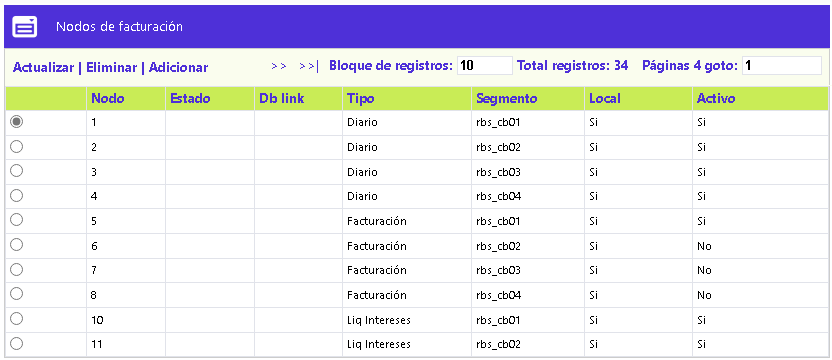 Nodos de facturación
Actualizar | Eliminar | Adicionar >> >>| Bloque de registros: 10 Total registros: 34 Páginas 4 goto: 1
Nodo Estado Db link Tipo Segmento Local Activo
1 Diario rbs_cb01 Si Si
2 Diario rbs_cb02 Si Si
3 Diario rbs_cb03 Si Si
4 Diario rbs_cb04 Si Si
5 Facturación rbs_cb01 Si Si
6 Facturación rbs_cb02 Si No
7 Facturación rbs_cb03 Si No
8 Facturación rbs_cb04 Si No
10 Liq Intereses rbs_cb01 Si Si
11 Liq Intereses rbs_cb02 Si Si